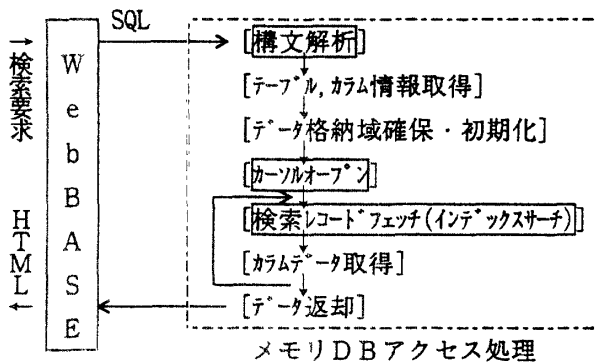 SQL
→検索要求
WebBASE
HTML←
[構文解析]
[テーブル,カラム情報取得]
[データ格納域確保・初期化]
[カーソルオープン]
[検索レコードフェッチ(インデックスサーチ)]
[カラムデータ取得]
[データ返却]
メモリDBアクセス処理